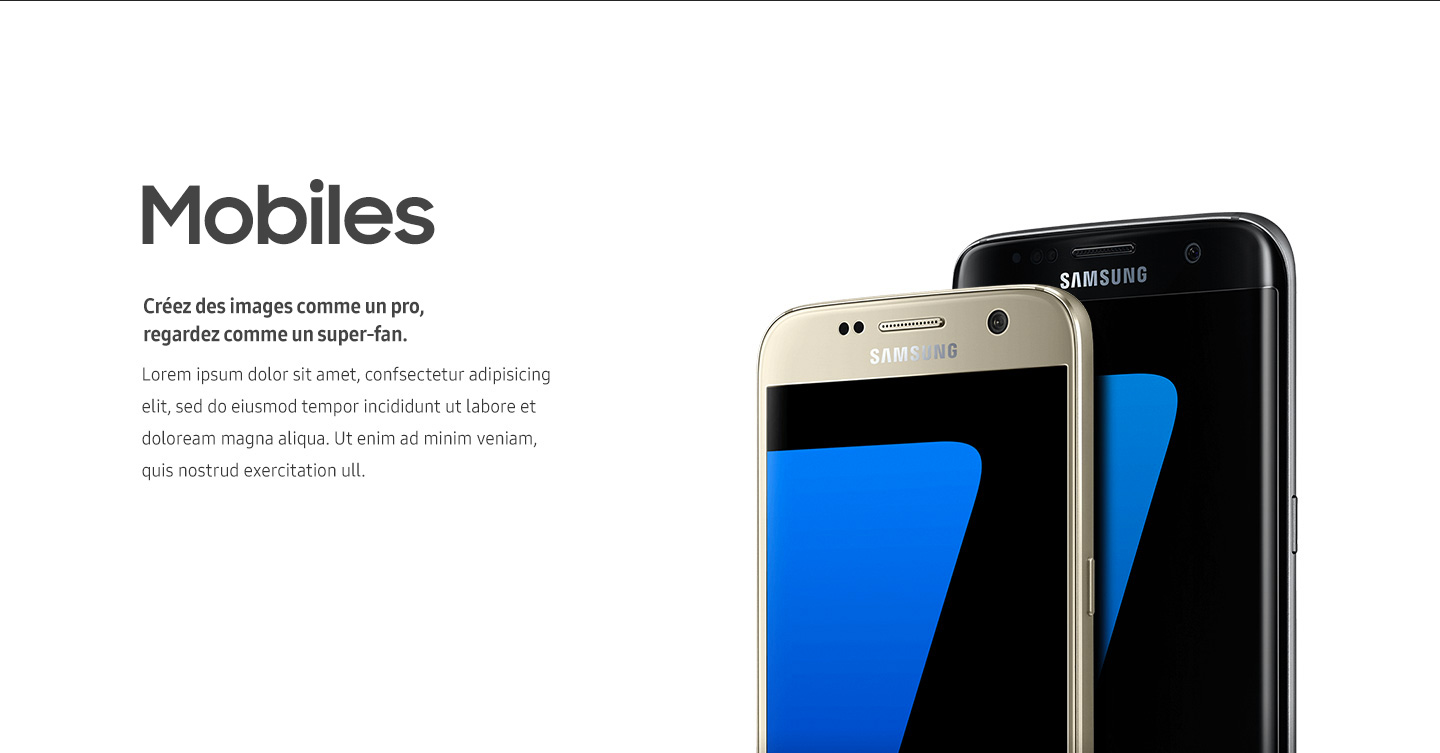 Mobiles
Créez des images comme un pro,
regardez comme un super-fan.
Lorem ipsum dolor sit amet, confsectetur adipisicing
elit, sed do eiusmod tempor incididunt ut labore et
doloream magna aliqua. Ut enim ad minim veniam,
quis nostrud exercitation ull.
SAMSUNG
SAMSUNG